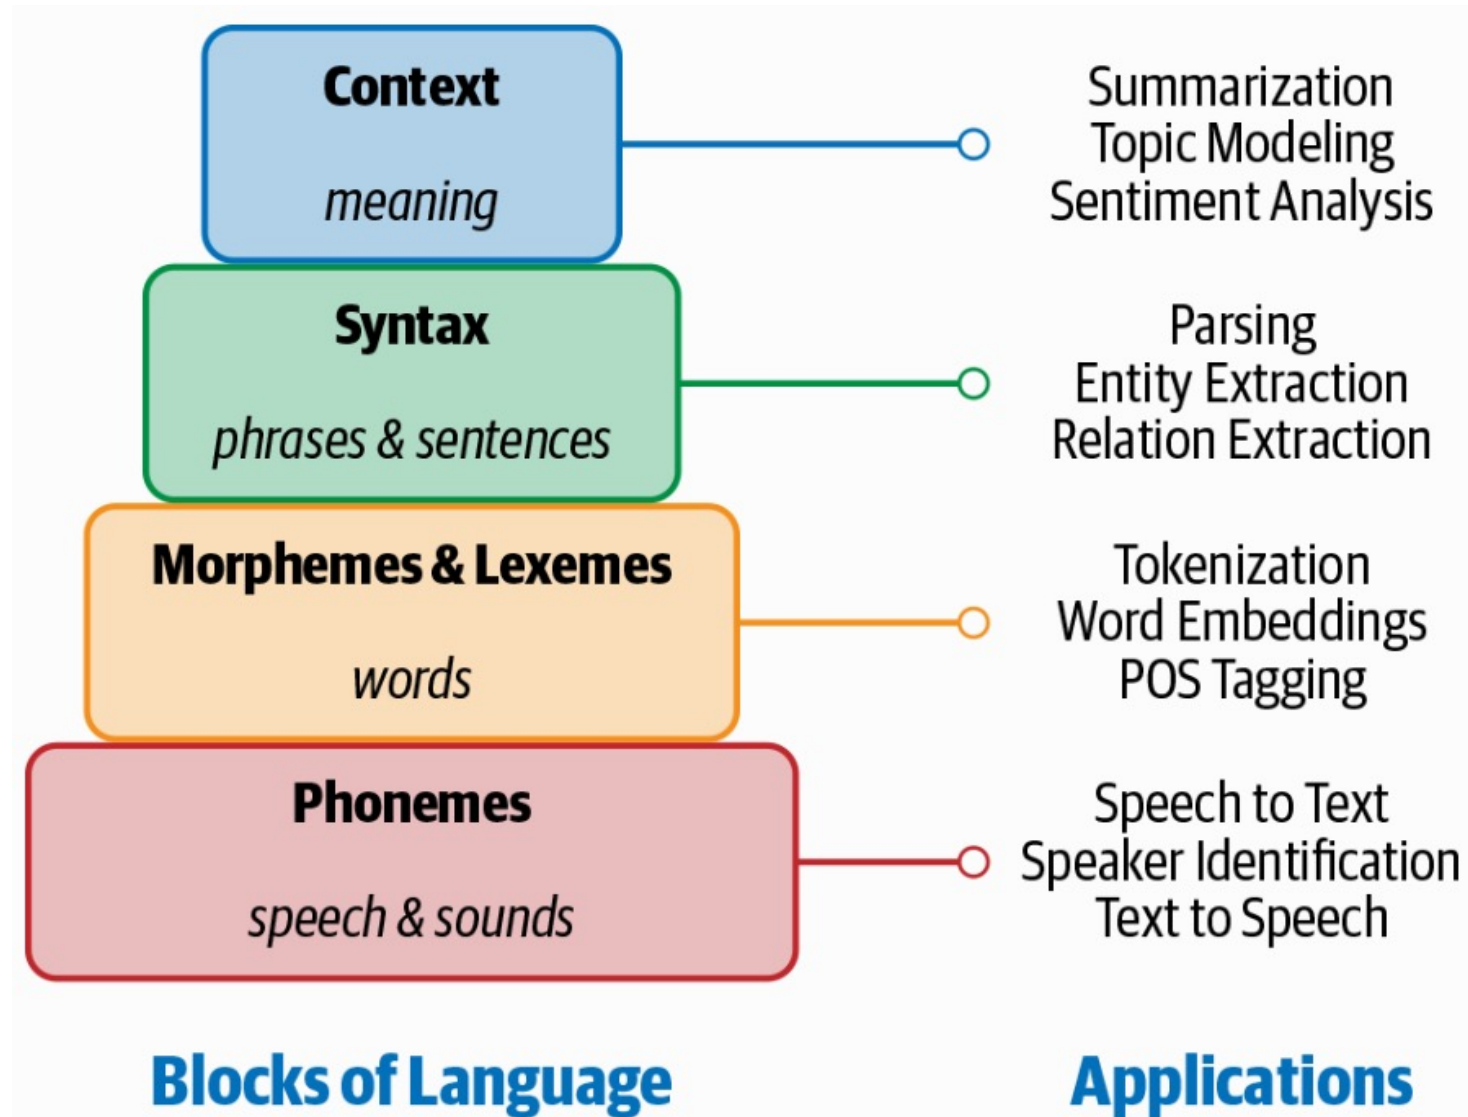 Context
meaning
Summarization
Topic Modeling
Sentiment Analysis
Syntax
phrases & sentences
Parsing
Entity Extraction
Relation Extraction
Morphemes & Lexemes
words
Tokenization
Word Embeddings
POS Tagging
Phonemes
speech & sounds
Speech to Text
Speaker Identification
Text to Speech
Blocks of Language
Applications